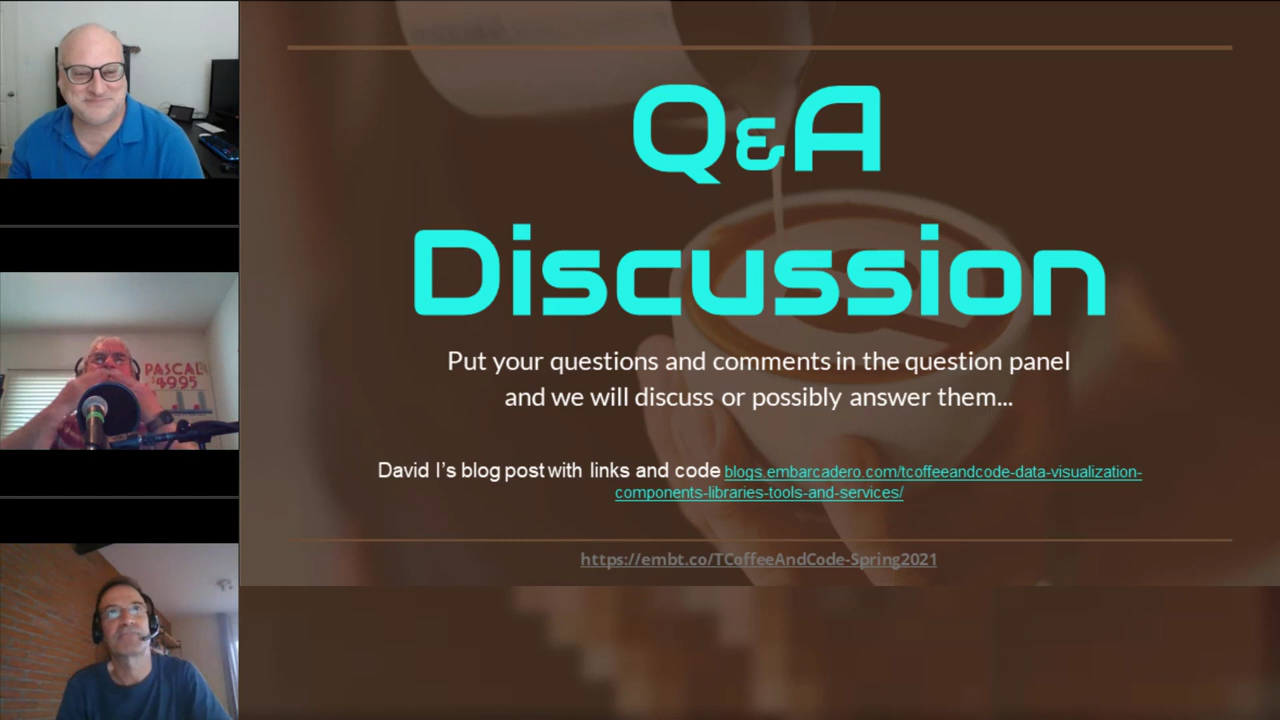 Q&A
Discussion
Put your questions and comments in the question panel
and we will discuss or possibly answer them...
David I's blog post with links and code blogs.embarcadero.com/tcoffeeandcode-data-visualization-
components-libraries-tools-and-services/
https://embt.co/TCoffeeAndCode-Spring2021
PASCAL
4995